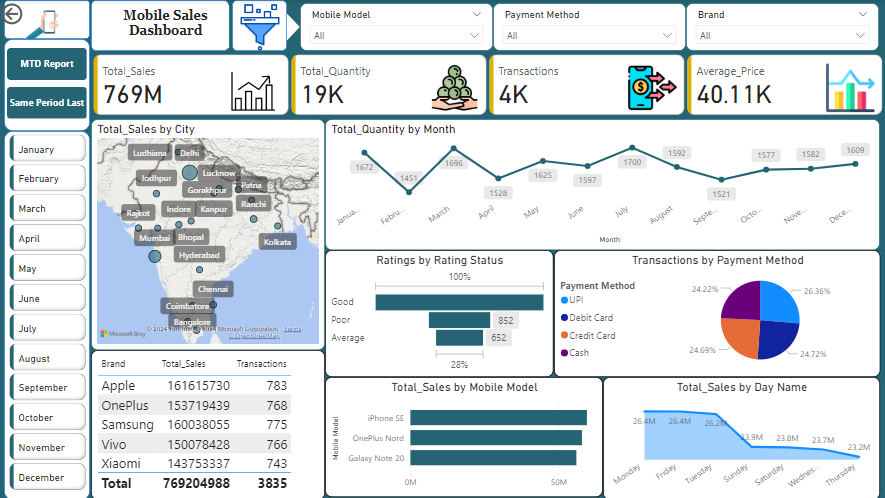 Mobile Sales
Dashboard
Mobile Model
All
Payment Method
All
Brand
All
MTD Report
Same Period Last
January
February
March
April
May
June
July
August
September
October
November
December
Total_Sales
769M
Total_Quantity
19K
Transactions
4K
Average_Price
40.11K
Total_Sales by City
Ludhiana
Delhi
Jodhpur
Lucknow
Gorakhpur
Patna
Rajkot
Indore
Kanpur
Ranchi
Mumbai
Bhopal
Kolkata
Hyderabad
Chennai
Coimbatore
Bangalore
Microsoft Bing
Microsoft Corporation. Terms
© OpenStreetMap
Total_Quantity by Month
1672
1451
1696
1528
1625
1597
1700
1592
1521
1577
1582
1609
Janua...
Febru...
March
April
May
June
July
August
Septe...
Octo...
Nove...
Dece...
Month
Ratings by Rating Status
100%
Good
Poor
852
Average
652
28%
Transactions by Payment Method
Payment Method
UPI
Debit Card
Credit Card
Cash
24.22%
26.36%
24.69%
24.72%
Brand Total_Sales Transactions
Apple 161615730 783
OnePlus 153719439 768
Samsung 160038055 775
Vivo 150078428 766
Xiaomi 143753337 743
Total 769204988 3835
Total_Sales by Mobile Model
Mobile Model
iPhone SE
OnePlus Nord
Galaxy Note 20
0M
50M
Total_Sales by Day Name
26.4M
26.4M
26.2M
23.9M
23.8M
23.7M
23.2M
Monday
Friday
Tuesday
Sunday
Saturday
Wednes...
Thursday